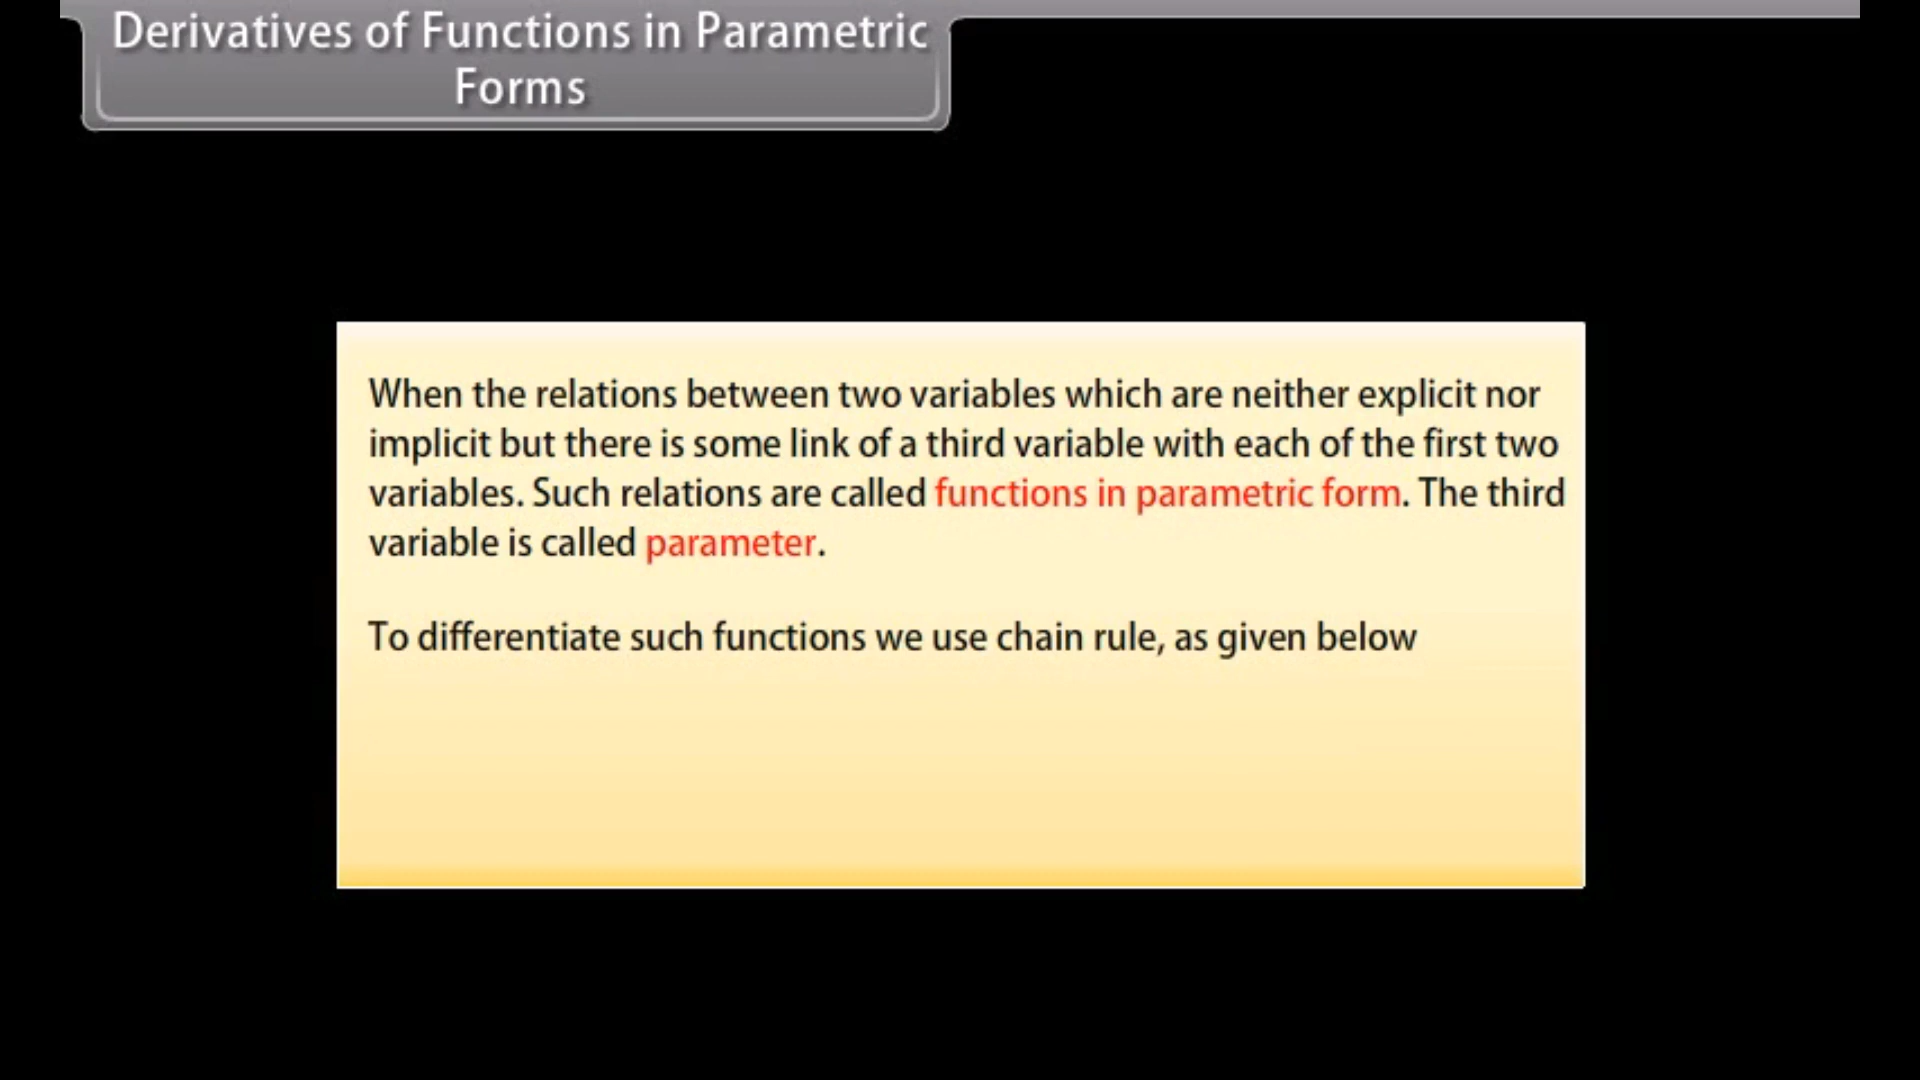 Derivatives of Functions in Parametric
Forms
When the relations between two variables which are neither explicit nor
implicit but there is some link of a third variable with each of the first two
variables. Such relations are called functions in parametric form. The third
variable is called parameter.
To differentiate such functions we use chain rule, as given below